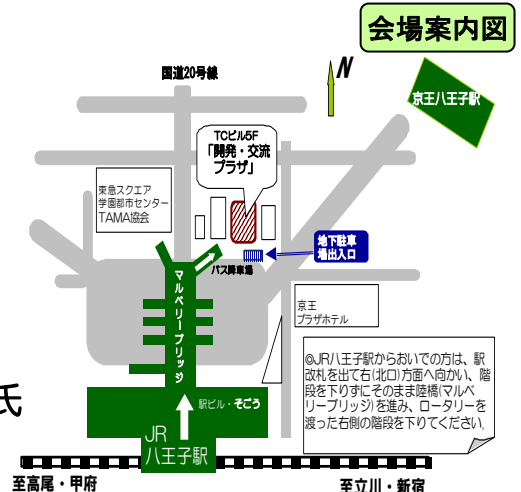 会場案内図
国道20号線
N
京王八王子駅
TCビル5F
「開発・交流
プラザ」
東急スクエア
学園都市センター
TAMA協会
地下駐車
場出入口
バス降車場
マルベリーブリッジ
京王
プラザホテル
◎JR八王子駅からおいでの方は、駅
改札を出て右(北口)方面へ向かい、階
段を下りずにそのまま陸橋(マルベ
リーブリッジ)を進み、ロータリーを
渡った右側の階段を下りてください。
氏
駅ビル・そごう
JR
八王子駅
至高尾・甲府
至立川・新宿